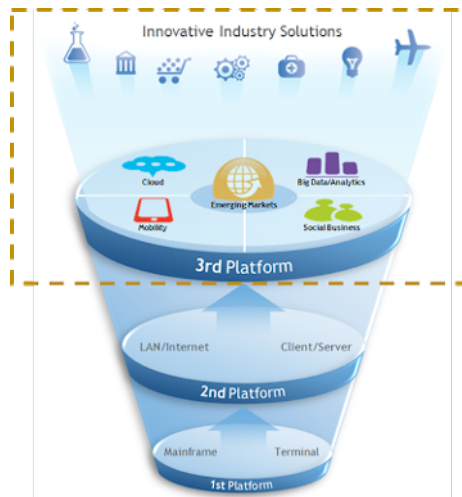 Innovative Industry Solutions
Cloud
Big Data/Analytics
Emerging Markets
Mobility
Social Business
3rd Platform
LAN/Internet
Client/Server
2nd Platform
Mainframe
Terminal
1st Platform